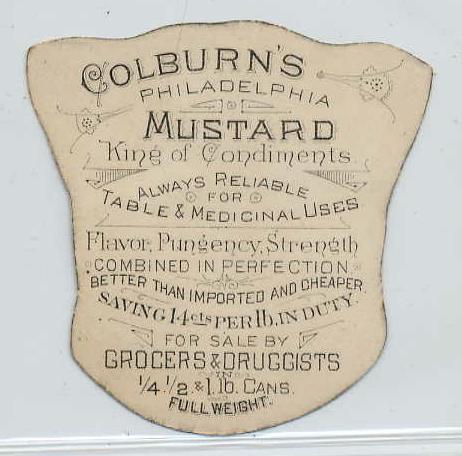 COLBURN'S
PHILADELPHIA
MUSTARD
King of Condiments.
ALWAYS RELIABLE
FOR
TABLE & MEDICINAL USES
Flavor, Pungency, Strength
COMBINED IN PERFECTION.
BETTER THAN IMPORTED AND CHEAPER.
SAVING 14cts PER lb. IN DUTY.
FOR SALE BY
GROCERS & DRUGGISTS
IN
1/4. 1/2. & 1. lb. CANS.
FULL WEIGHT.